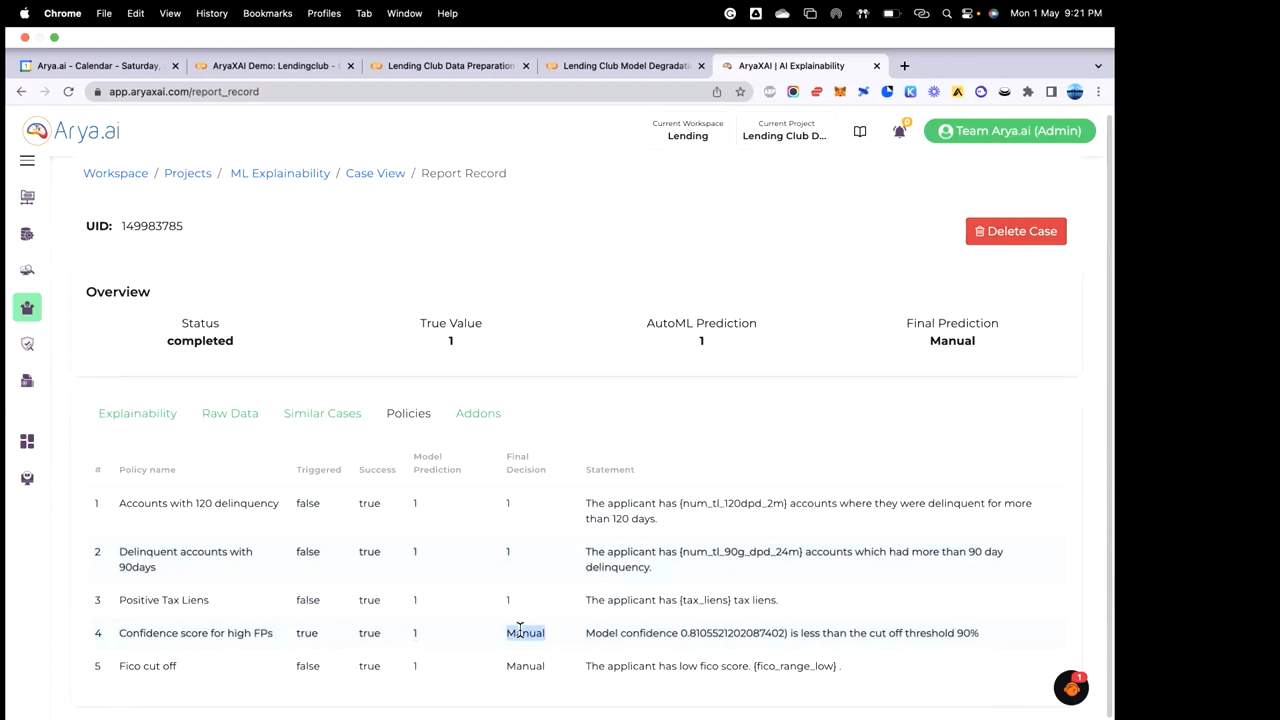 Chrome File Edit View History Bookmarks Profiles Tab Window Help Mon 1 May 9:21 PM
Arya.ai - Calendar - Saturday, AryaXAI Demo: Lendingclub - Lending Club Data Preparation Lending Club Model Degradati AryaXAI | AI Explainability
app.aryaxai.com/report_record
Arya.ai
Current Workspace
Lending
Current Project
Lending Club D...
0
Team Arya.ai (Admin)
Workspace / Projects / ML Explainability / Case View / Report Record
UID: 149983785
Delete Case
Overview
Status True Value AutoML Prediction Final Prediction
completed 1 1 Manual
Explainability Raw Data Similar Cases Policies Addons
# Policy name Triggered Success Model Prediction Final Decision Statement
1 Accounts with 120 delinquency false true 1 1 The applicant has {num_tl_120dpd_2m} accounts where they were delinquent for more
than 120 days.
2 Delinquent accounts with false true 1 1 The applicant has {num_tl_90g_dpd_24m} accounts which had more than 90 day
90days delinquency.
3 Positive Tax Liens false true 1 1 The applicant has {tax_liens} tax liens.
4 Confidence score for high FPs true true 1 Manual Model confidence 0.8105521202087402) is less than the cut off threshold 90%
5 Fico cut off false true 1 Manual The applicant has low fico score. {fico_range_low} .
1